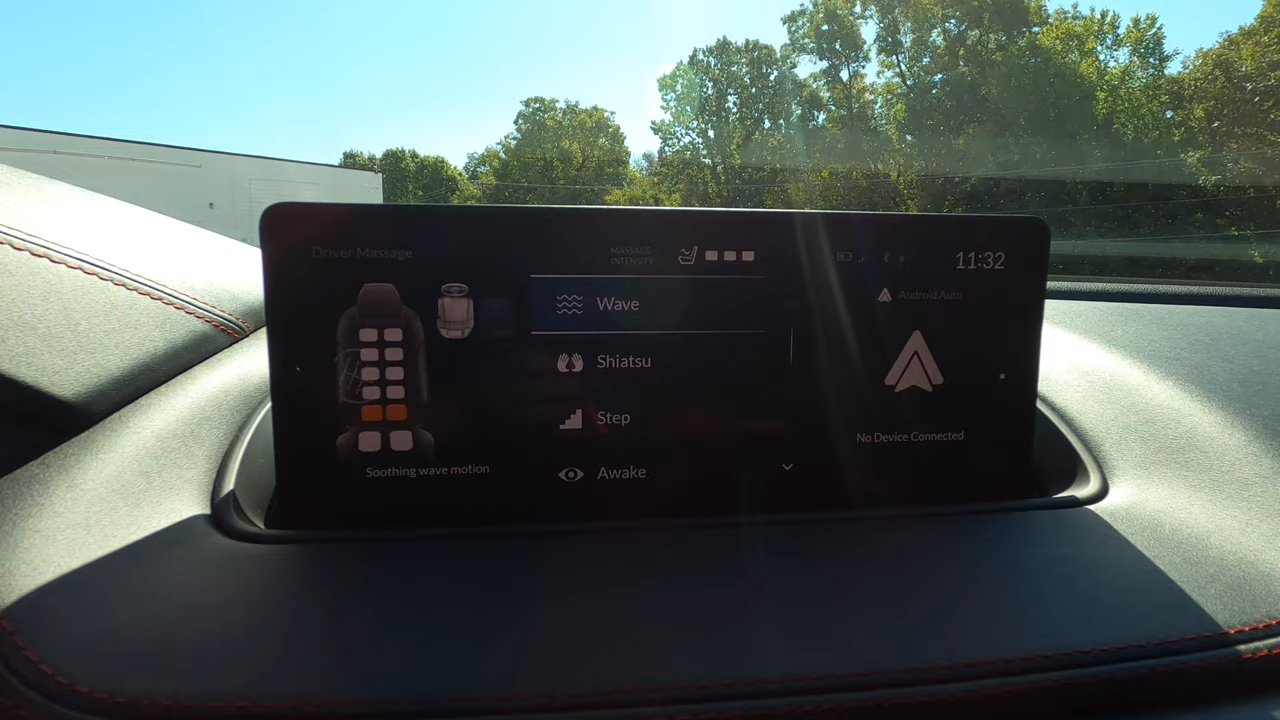 Driver Massage
MASSAGE
INTENSITY
11:32
Wave
Android Auto
Shiatsu
Step
No Device Connected
Soothing wave motion
Awake